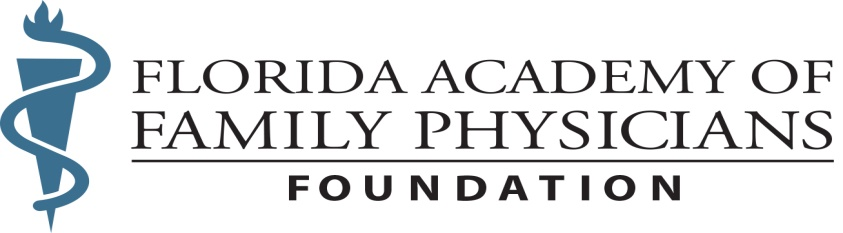 FLORIDA ACADEMY OF
FAMILY PHYSICIANS
FOUNDATION